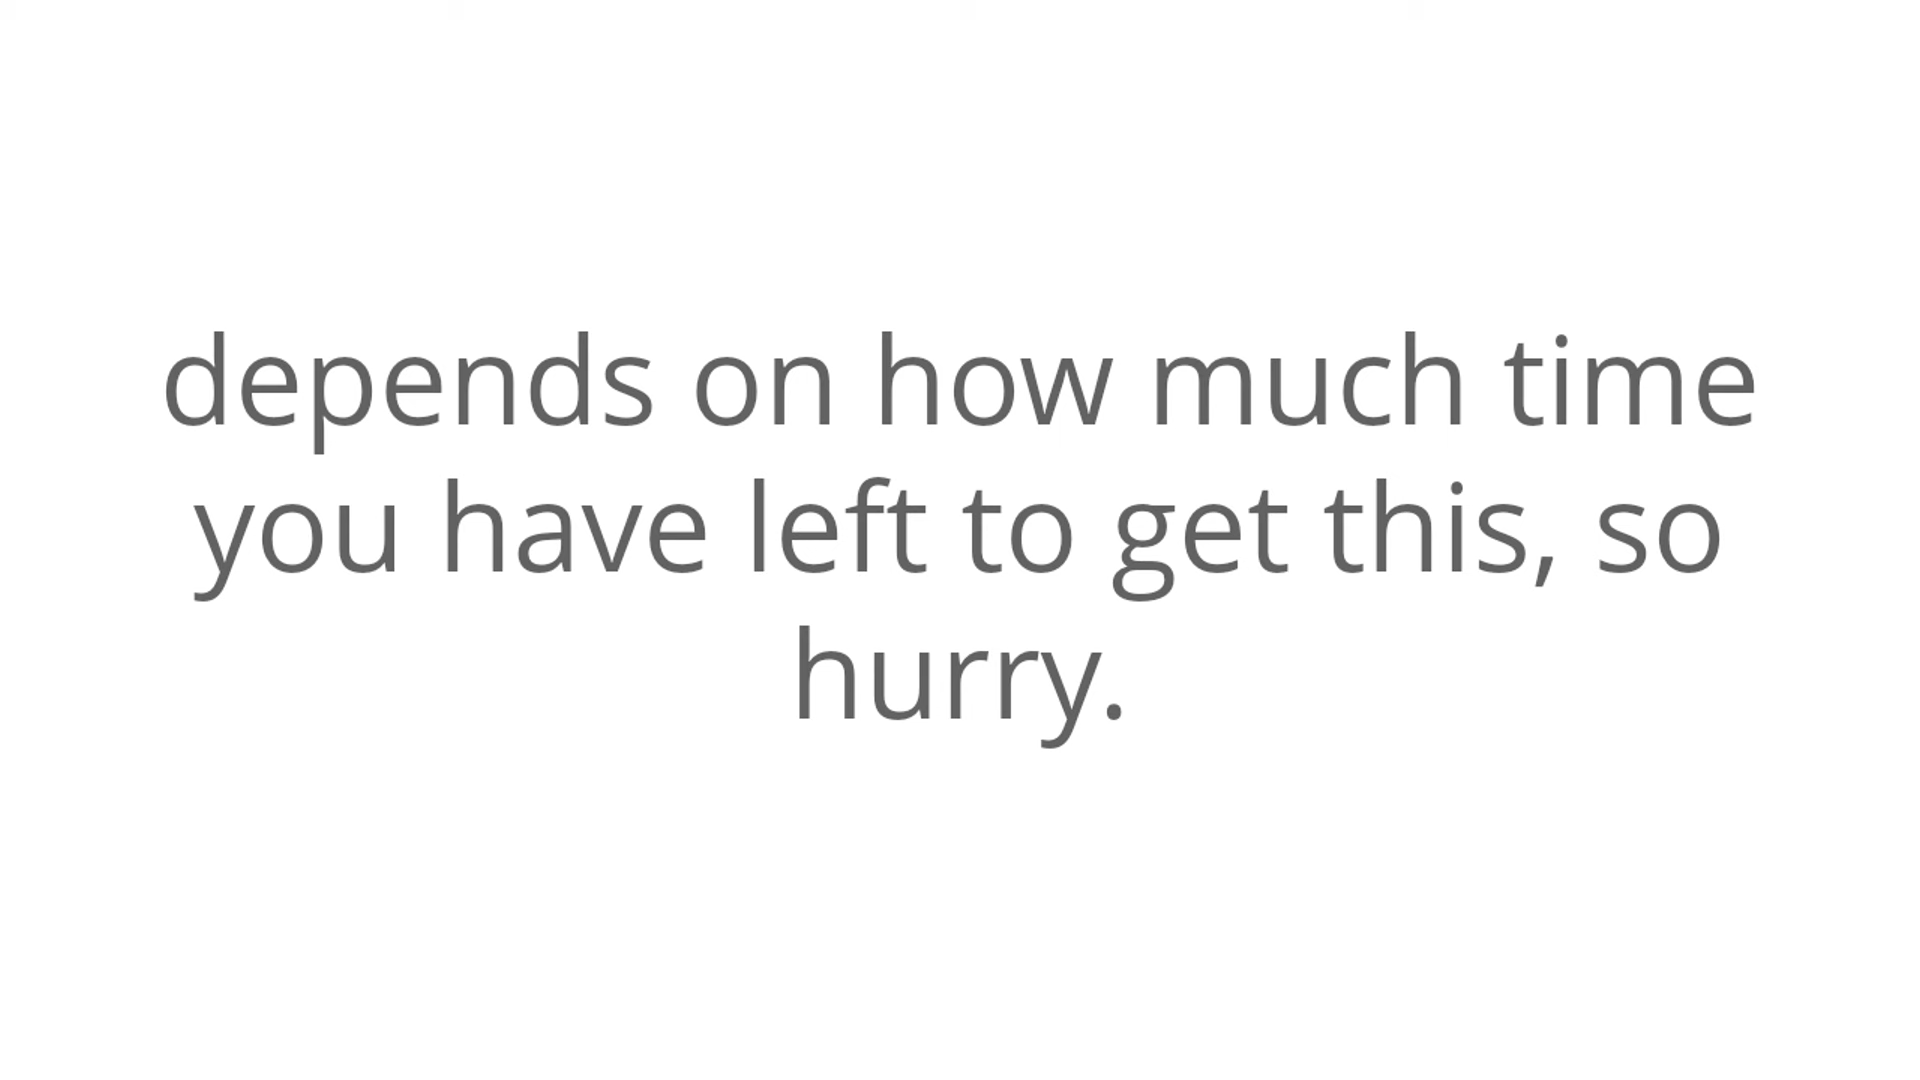 depends on how much time
you have left to get this, so
hurry.